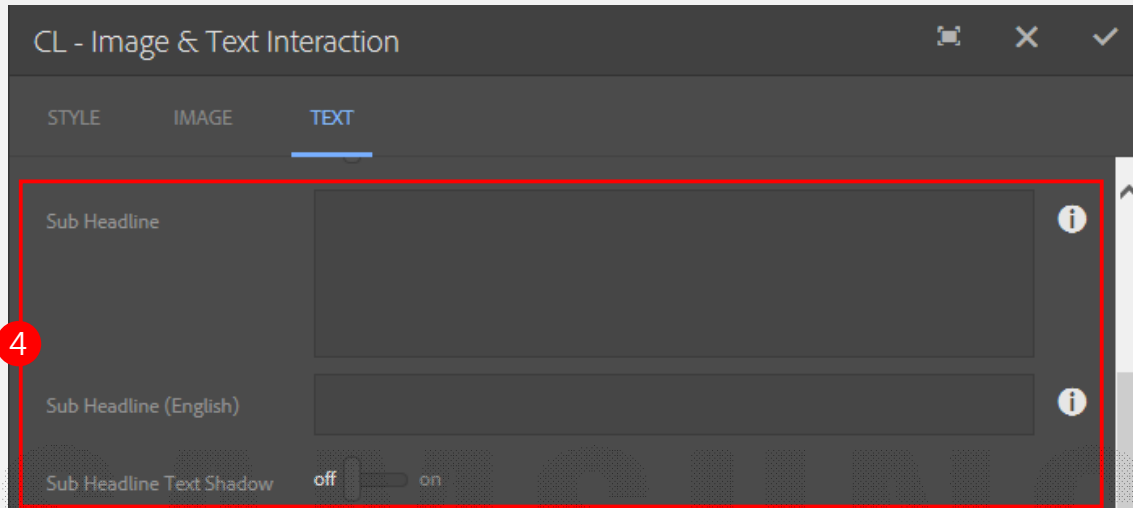 CL - Image & Text Interaction
STYLE IMAGE TEXT
Sub Headline
4
Sub Headline (English)
Sub Headline Text Shadow off on